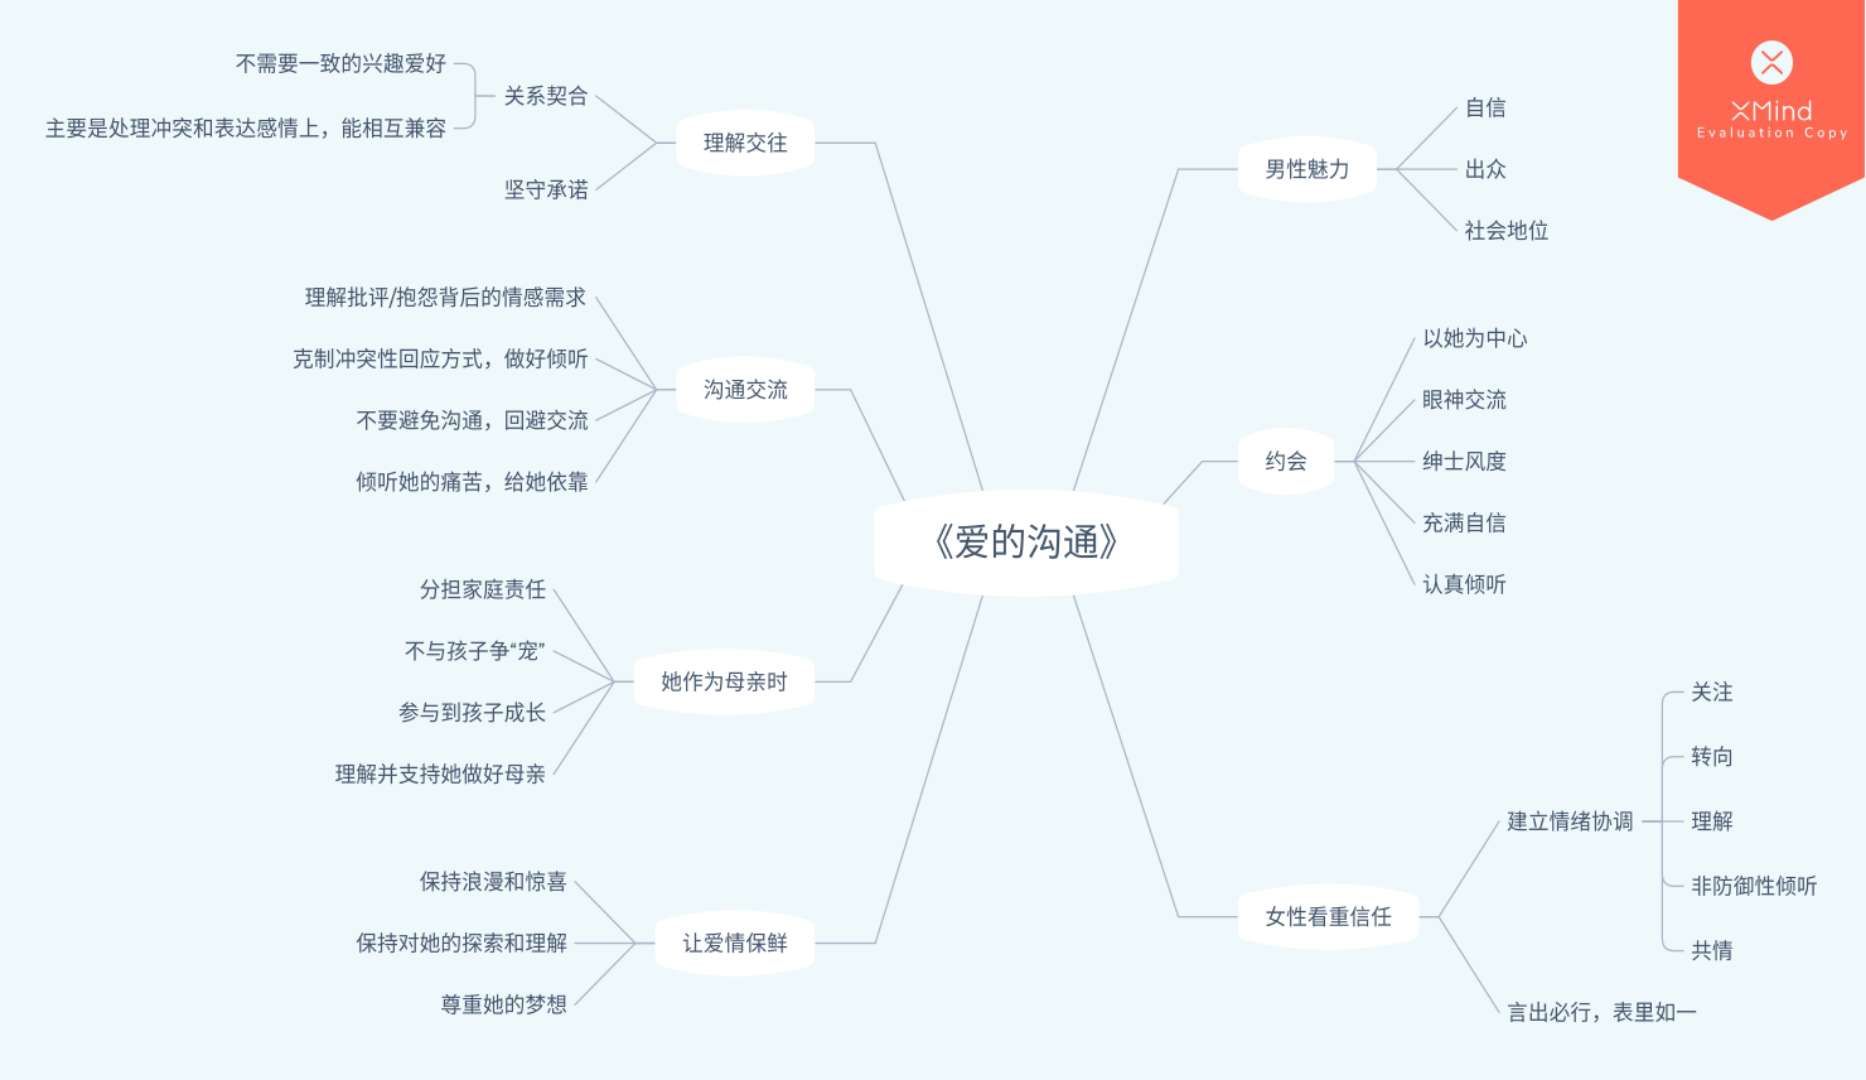 《爱的沟通》
男性魅力
自信
出众
社会地位
约会
以她为中心
眼神交流
绅士风度
充满自信
认真倾听
女性看重信任
建立情绪协调
关注
转向
理解
非防御性倾听
共情
言出必行，表里如一
理解交往
关系契合
不需要一致的兴趣爱好
主要是处理冲突和表达感情上，能相互兼容
坚守承诺
沟通交流
理解批评/抱怨背后的情感需求
克制冲突性回应方式，做好倾听
不要避免沟通，回避交流
倾听她的痛苦，给她依靠
她作为母亲时
分担家庭责任
不与孩子争“宠”
参与到孩子成长
理解并支持她做好母亲
让爱情保鲜
保持浪漫和惊喜
保持对她的探索和理解
尊重她的梦想
XMind
Evaluation Copy